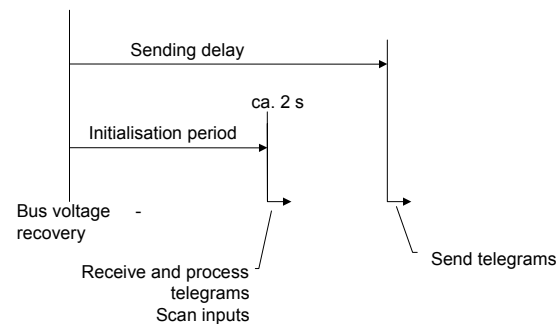 Sending delay
ca. 2 s
Initialisation period
Bus voltage -
recovery
Send telegrams
Receive and process
telegrams
Scan inputs